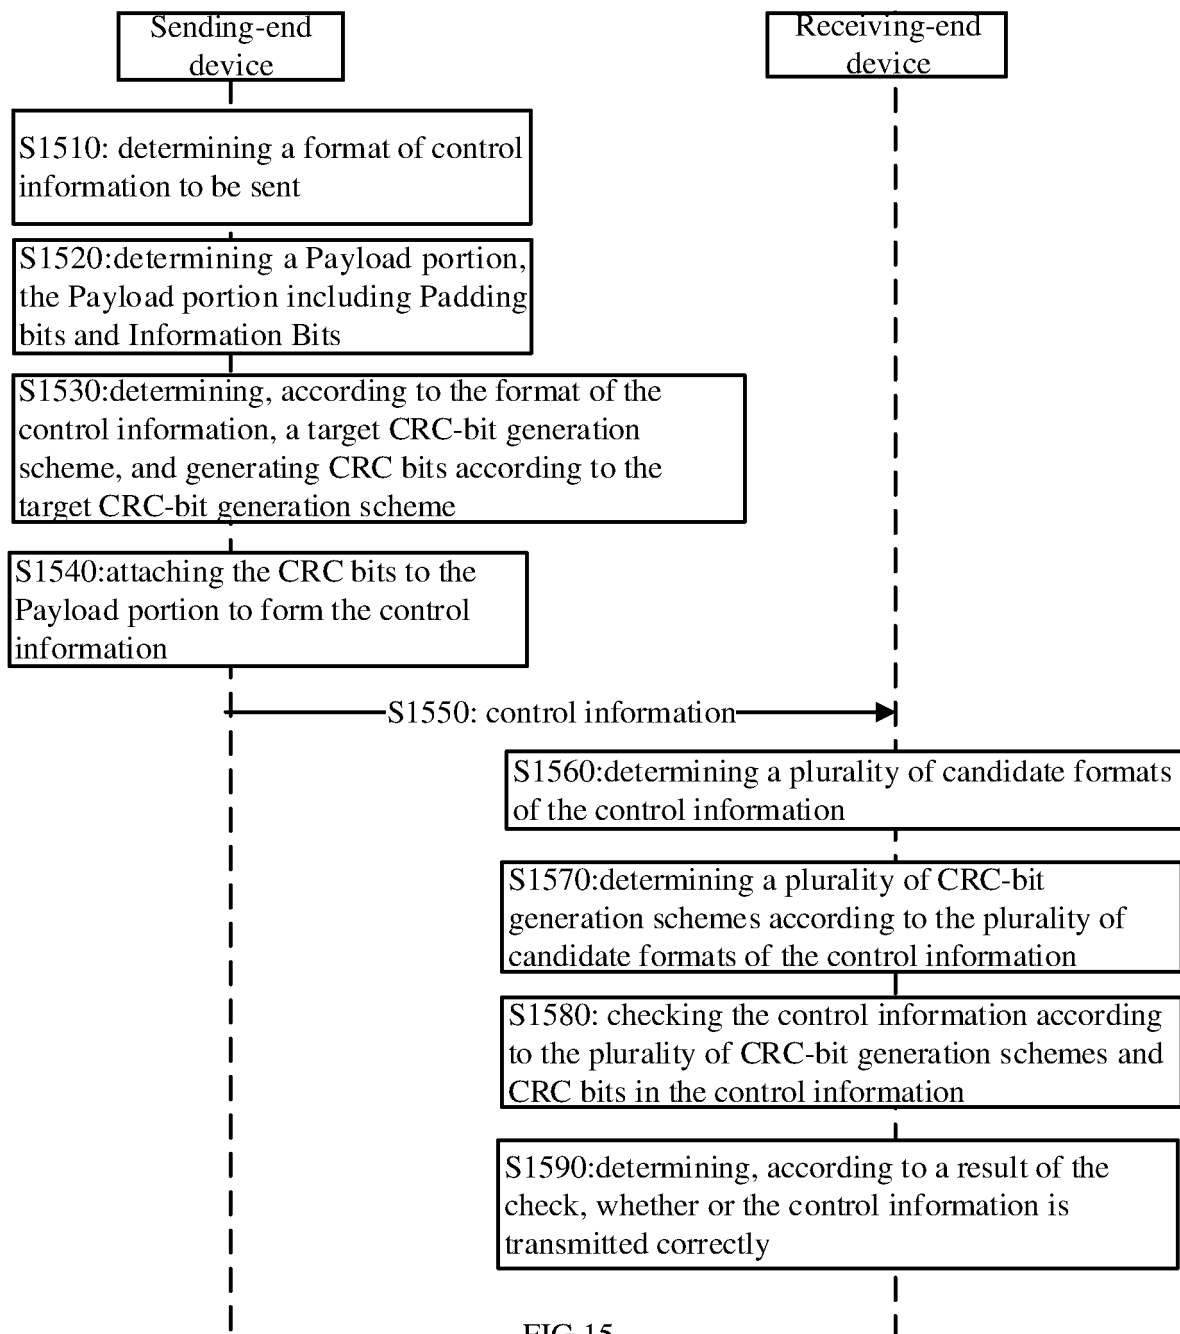 Sending-end
device
Receiving-end
device
S1510: determining a format of control
information to be sent
S1520:determining a Payload portion,
the Payload portion including Padding
bits and Information Bits
S1530:determining, according to the format of the
control information, a target CRC-bit generation
scheme, and generating CRC bits according to the
target CRC-bit generation scheme
S1540:attaching the CRC bits to the
Payload portion to form the control
information
S1550: control information
S1560:determining a plurality of candidate formats
of the control information
S1570:determining a plurality of CRC-bit
generation schemes according to the plurality of
candidate formats of the control information
S1580: checking the control information according
to the plurality of CRC-bit generation schemes and
CRC bits in the control information
S1590:determining, according to a result of the
check, whether or the control information is
transmitted correctly
FIG.15